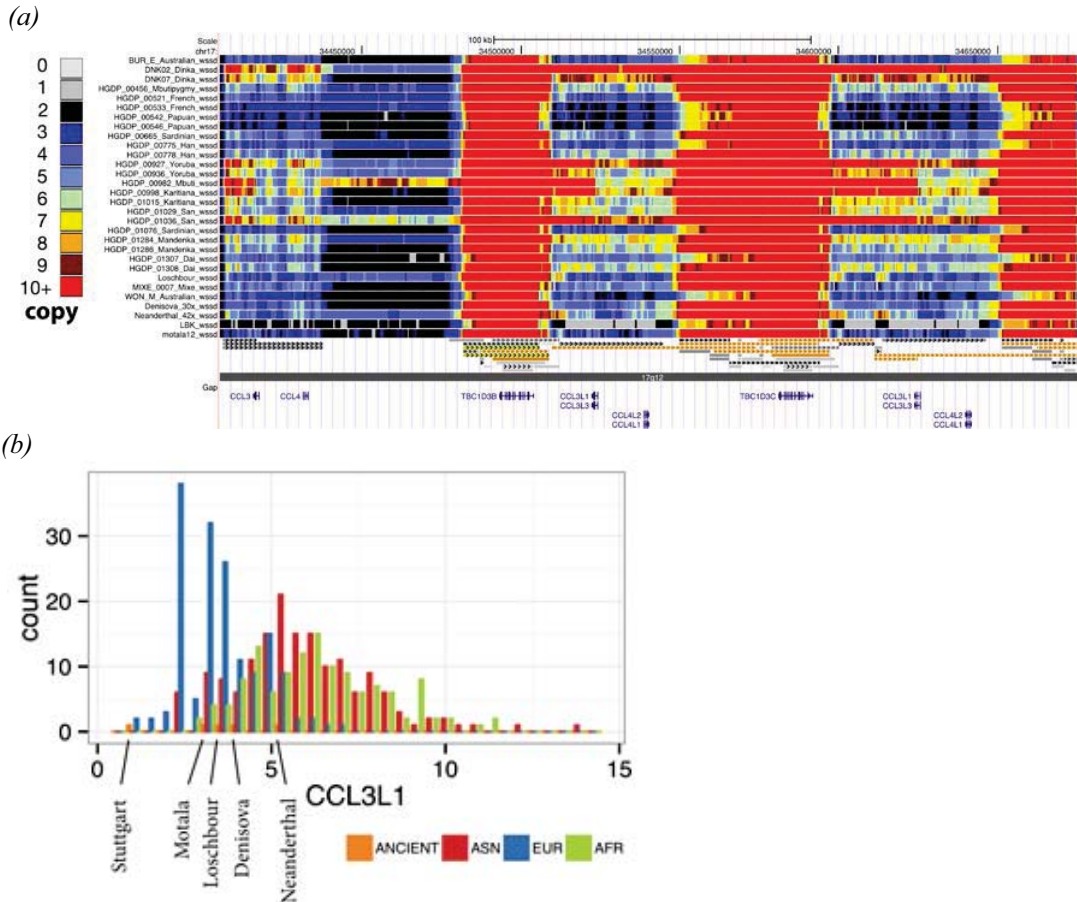 (a)
0
1
2
3
4
5
6
7
8
9
10+
copy
Scale
100 kb
chr17:
34450000
34500000
34550000
34600000
34650000
BUR_E_Australian_wssd
DNK02_Dinka_wssd
DNK07_Dinka_wssd
HGDP_00456_Mbutipygmy_wssd
HGDP_00521_French_wssd
HGDP_00533_French_wssd
HGDP_00542_Papuan_wssd
HGDP_00546_Papuan_wssd
HGDP_00665_Sardinian_wssd
HGDP_00775_Han_wssd
HGDP_00778_Han_wssd
HGDP_00927_Yoruba_wssd
HGDP_00936_Yoruba_wssd
HGDP_00982_Mbuti_wssd
HGDP_00998_Karitiana_wssd
HGDP_01015_Karitiana_wssd
HGDP_01029_San_wssd
HGDP_01036_San_wssd
HGDP_01076_Sardinian_wssd
HGDP_01284_Mandenka_wssd
HGDP_01286_Mandenka_wssd
HGDP_01307_Dai_wssd
HGDP_01308_Dai_wssd
Loschbour_wssd
MIXE_0007_Mixe_wssd
WON_M_Australian_wssd
Denisova_30x_wssd
Neanderthal_42x_wssd
LBK_wssd
motala12_wssd
17q12
Gap
CCL3 CCL4 TBC1D3B CCL3L1 TBC1D3C CCL3L1
CCL3L3 CCL3L3
CCL4L2 CCL4L2
CCL4L1 CCL4L1
(b)
count
30
20
10
0
0 5 10 15
CCL3L1
Stuttgart
Motala
Loschbour
Denisova
Neanderthal
ANCIENT ASN EUR AFR